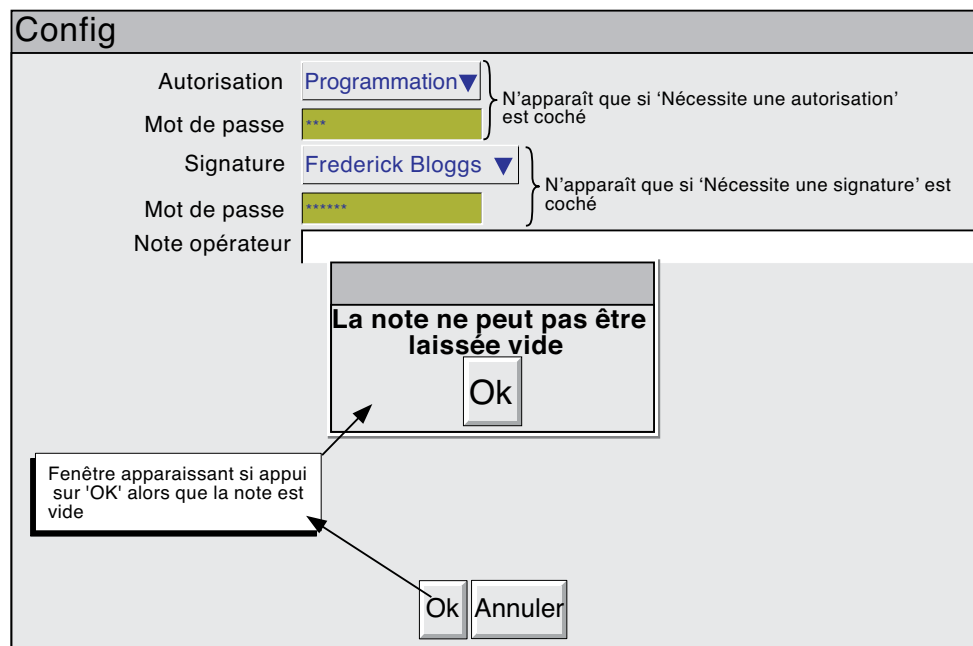 Config
Autorisation Programmation
N’apparaît que si ‘Nécessite une autorisation’
est coché
Mot de passe ***
Signature Frederick Bloggs
N’apparaît que si ‘Nécessite une signature’ est
coché
Mot de passe ******
Note opérateur
La note ne peut pas être
laissée vide
Ok
Fenêtre apparaissant si appui
sur 'OK' alors que la note est
vide
Ok Annuler